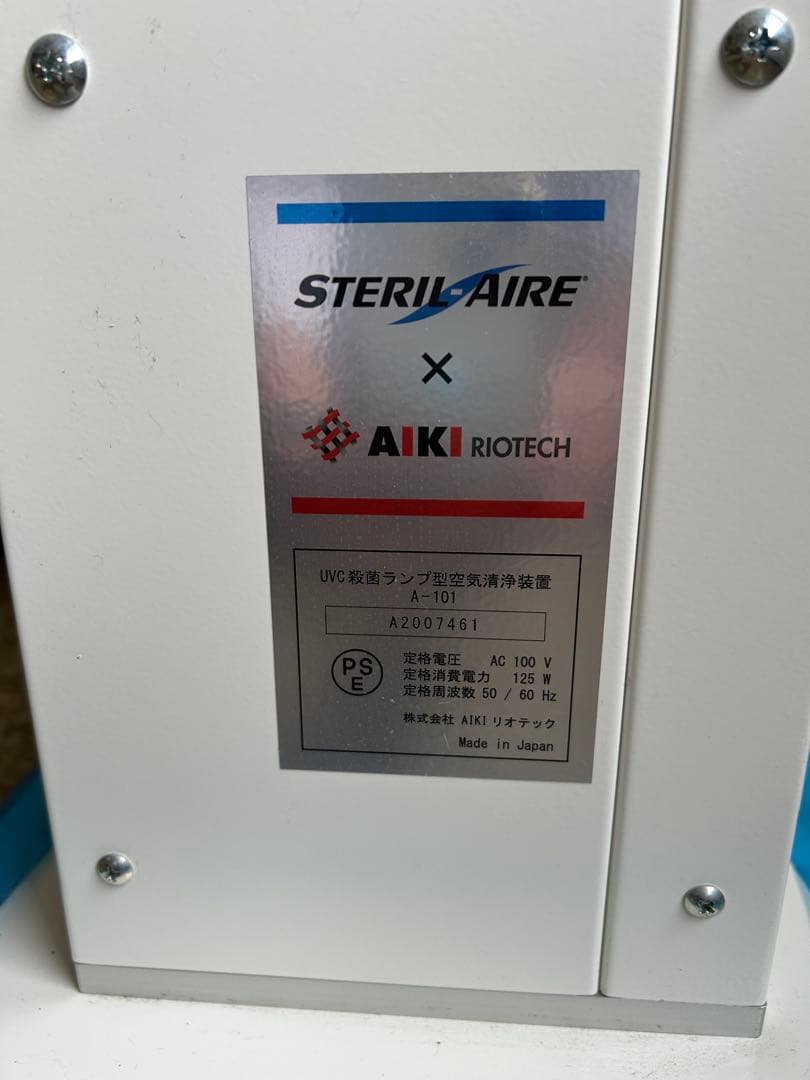 STERIL-AIRE®
×
AIKI RIOTECH
UVC殺菌ランプ型空気清浄装置
A-101
A2007461
PS
E
定格電圧 AC 100 V
定格消費電力 125 W
定格周波数 50 / 60 Hz
株式会社 AIKI リオテック
Made in Japan